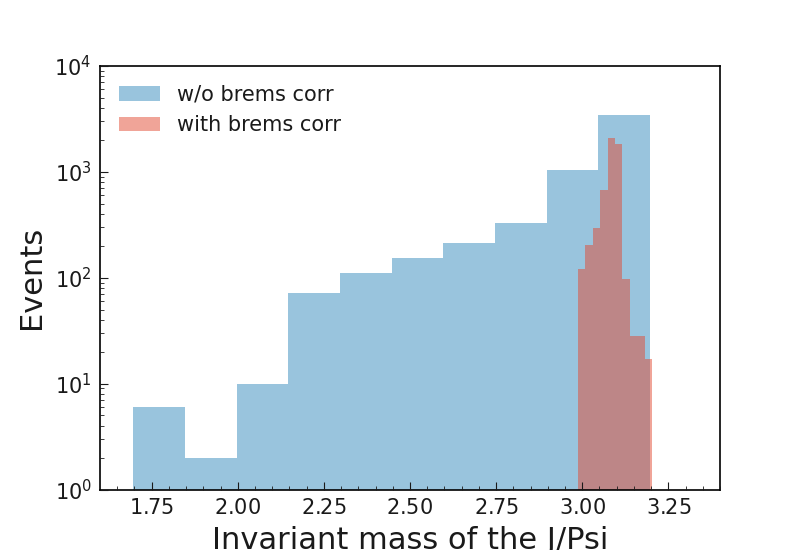 10^4
w/o brems corr
with brems corr
10^3
10^2
10^1
10^0
Events
1.75 2.00 2.25 2.50 2.75 3.00 3.25
Invariant mass of the J/Psi